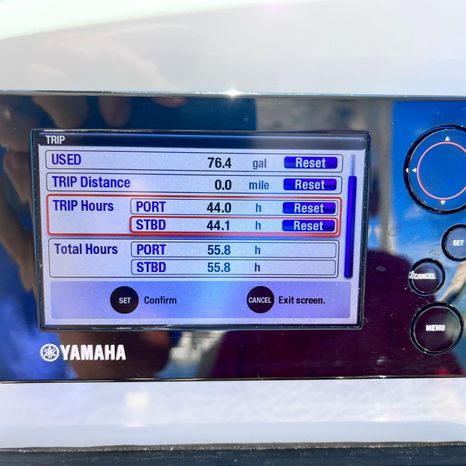 TRIP
USED 76.4 gal Reset
TRIP Distance 0.0 mile Reset
TRIP Hours PORT 44.0 h Reset
STBD 44.1 h Reset
Total Hours PORT 55.8 h
STBD 55.8 h
SET Confirm CANCEL Exit screen.
YAMAHA
SET
CANCEL
MENU